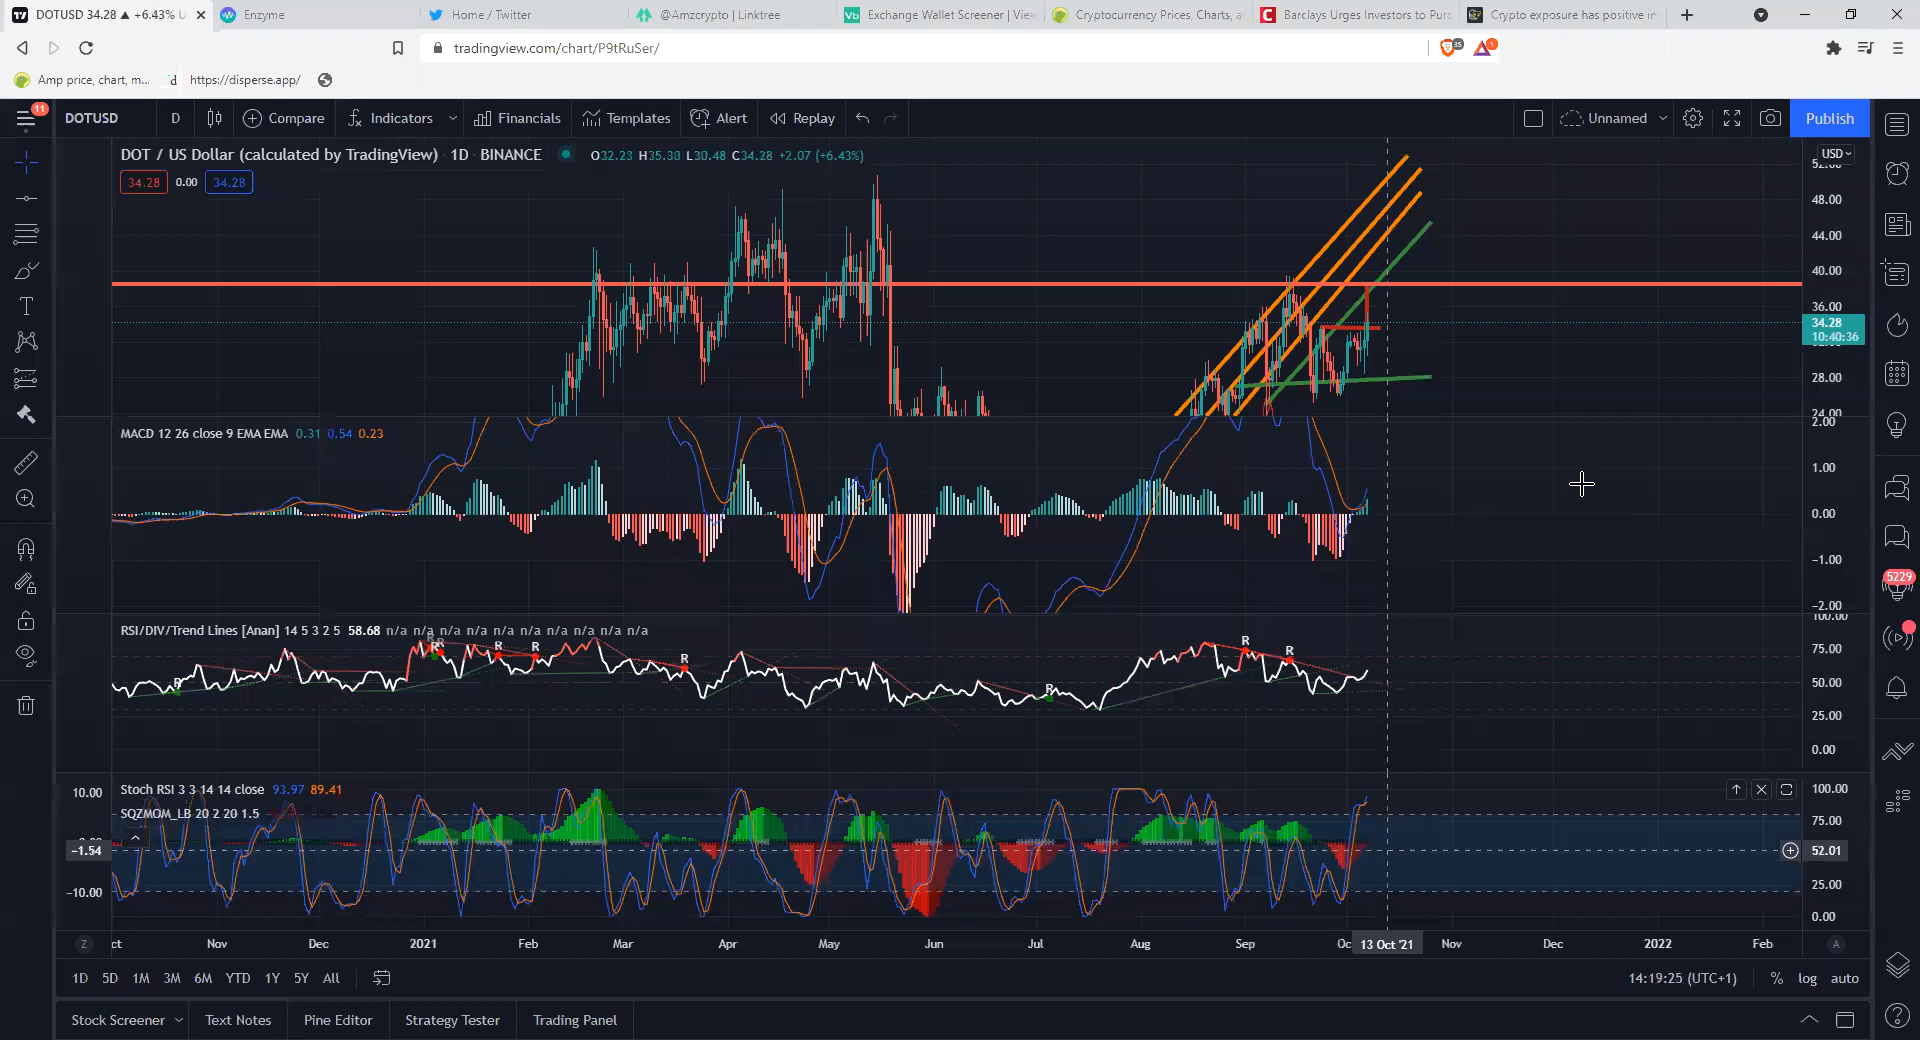 DOTUSD 34.28 ▲ +6.43% U
Enzyme
Home / Twitter
@Amzcrypto | Linktree
Exchange Wallet Screener | Vie
Cryptocurrency Prices, Charts, a
Barclays Urges Investors to Purc
Crypto exposure has positive in
tradingview.com/chart/P9tRuSer/
35
1
Amp price, chart, m...
d https://disperse.app/
11
DOTUSD
D
Compare
Indicators
Financials
Templates
Alert
Replay
Unnamed
Publish
DOT / US Dollar (calculated by TradingView) · 1D · BINANCE
O32.23 H35.30 L30.48 C34.28 +2.07 (+6.43%)
USD
34.28 0.00 34.28
48.00
44.00
40.00
36.00
34.28
10:40:36
28.00
24.00
MACD 12 26 close 9 EMA EMA 0.31 0.54 0.23
2.00
1.00
0.00
−1.00
−2.00
5229
RSI/DIV/Trend Lines [Anan] 14 5 3 2 5 58.68 n/a n/a n/a n/a n/a n/a n/a n/a n/a n/a
100.00
75.00
50.00
25.00
0.00
R R R R R R R R R
Stoch RSI 3 3 14 14 close 93.97 89.41
SQZMOM_LB 20 2 20 1.5
10.00
−1.54
−10.00
100.00
75.00
52.01
25.00
0.00
Z
ct Nov Dec 2021 Feb Mar Apr May Jun Jul Aug Sep Oc 13 Oct '21 Nov Dec 2022 Feb
A
1D 5D 1M 3M 6M YTD 1Y 5Y All
14:19:25 (UTC+1) % log auto
Stock Screener
Text Notes
Pine Editor
Strategy Tester
Trading Panel